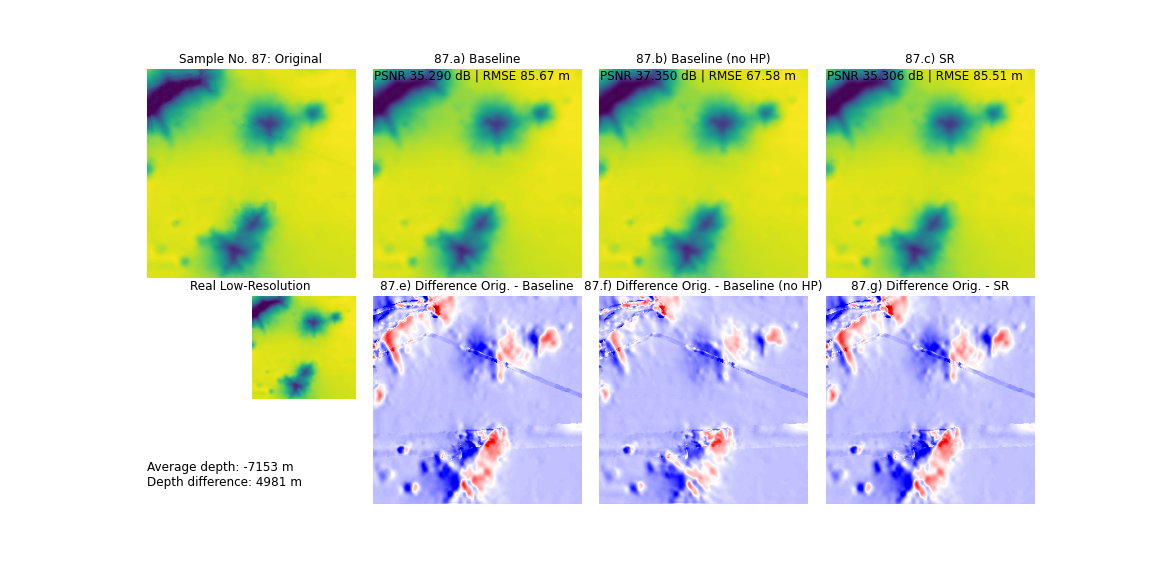 Sample No. 87: Original
87.a) Baseline
87.b) Baseline (no HP)
87.c) SR
PSNR 35.290 dB | RMSE 85.67 m
PSNR 37.350 dB | RMSE 67.58 m
PSNR 35.306 dB | RMSE 85.51 m
Real Low-Resolution
87.e) Difference Orig. - Baseline
87.f) Difference Orig. - Baseline (no HP)
87.g) Difference Orig. - SR
Average depth: -7153 m
Depth difference: 4981 m